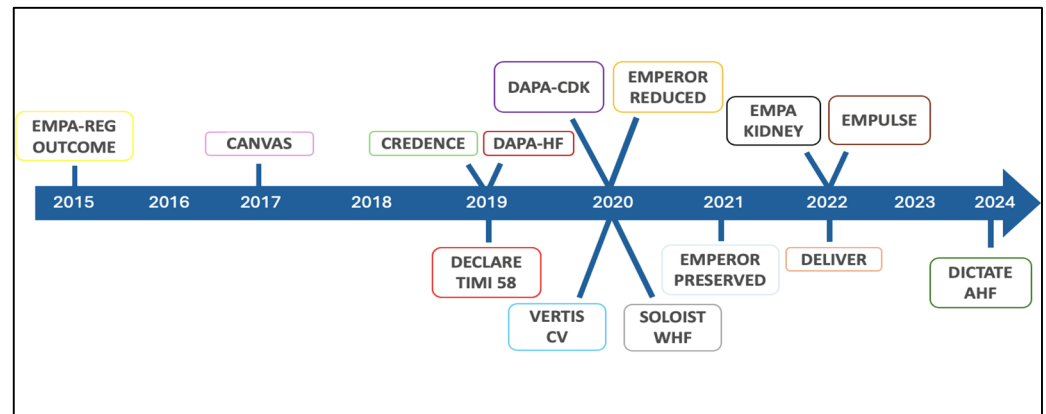 DAPA-CDK
EMPEROR
REDUCED
EMPA-REG
OUTCOME
CANVAS
CREDENCE
DAPA-HF
EMPA
KIDNEY
EMPULSE
2015 2016 2017 2018 2019 2020 2021 2022 2023 2024
DECLARE
TIMI 58
VERTIS
CV
SOLOIST
WHF
EMPEROR
PRESERVED
DELIVER
DICTATE
AHF